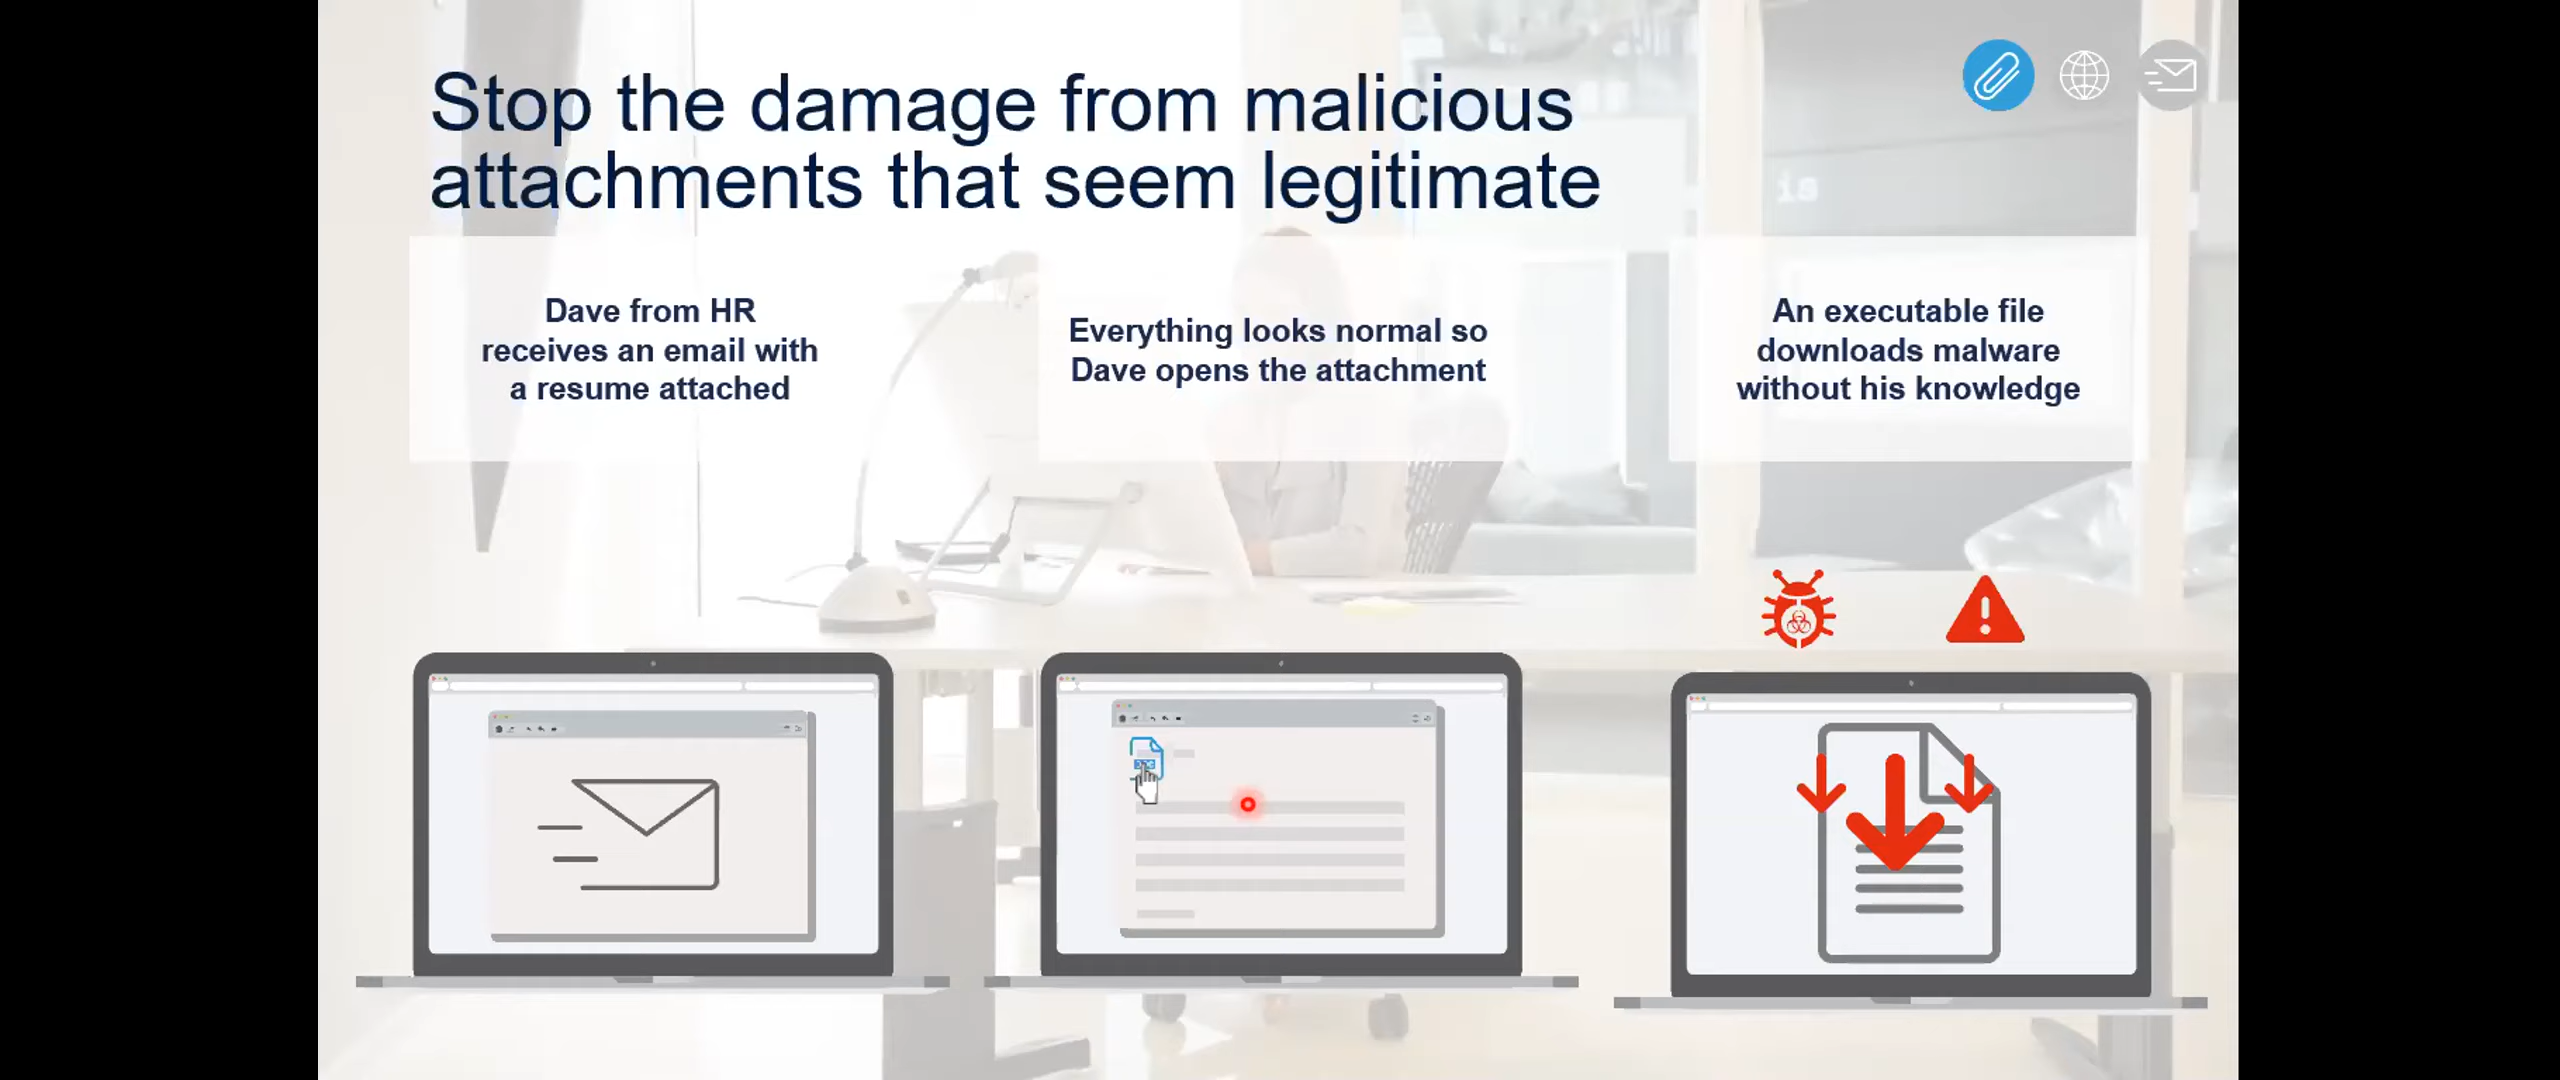 Stop the damage from malicious
attachments that seem legitimate
Dave from HR
receives an email with
a resume attached
Everything looks normal so
Dave opens the attachment
An executable file
downloads malware
without his knowledge
is